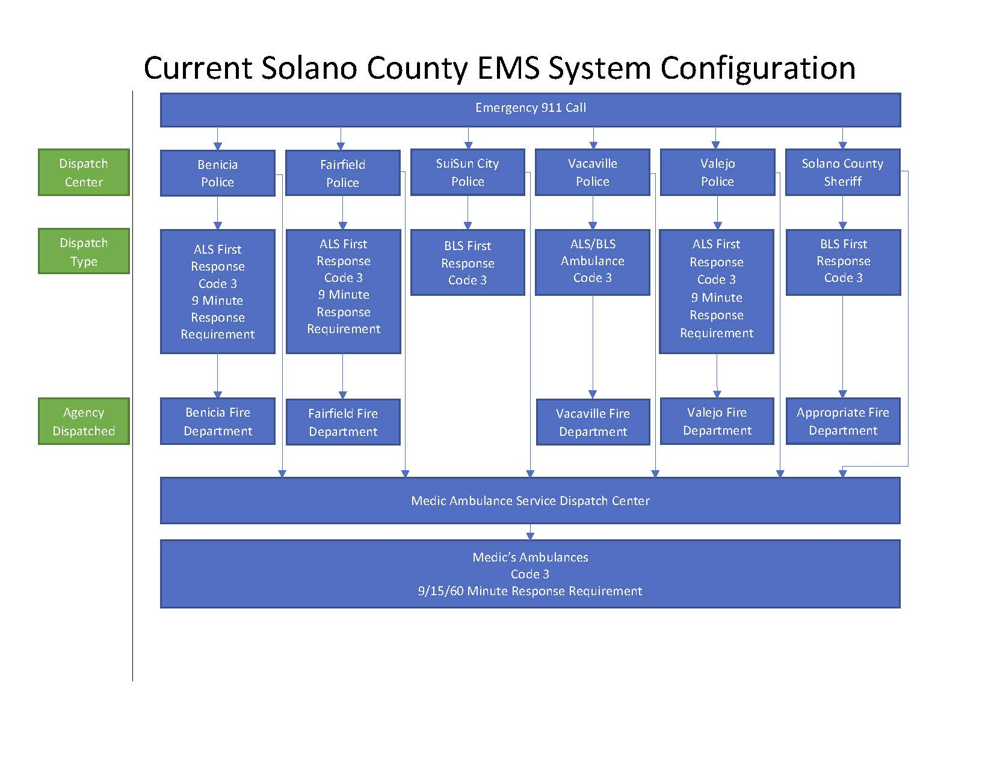 Current Solano County EMS System Configuration
Emergency 911 Call
Dispatch
Center
Benicia
Police
Fairfield
Police
SuiSun City
Police
Vacaville
Police
Valejo
Police
Solano County
Sheriff
Dispatch
Type
ALS First
Response
Code 3
9 Minute
Response
Requirement
ALS First
Response
Code 3
9 Minute
Response
Requirement
BLS First
Response
Code 3
ALS/BLS
Ambulance
Code 3
ALS First
Response
Code 3
9 Minute
Response
Requirement
BLS First
Response
Code 3
Agency
Dispatched
Benicia Fire
Department
Fairfield Fire
Department
Vacaville Fire
Department
Valejo Fire
Department
Appropriate Fire
Department
Medic Ambulance Service Dispatch Center
Medic’s Ambulances
Code 3
9/15/60 Minute Response Requirement